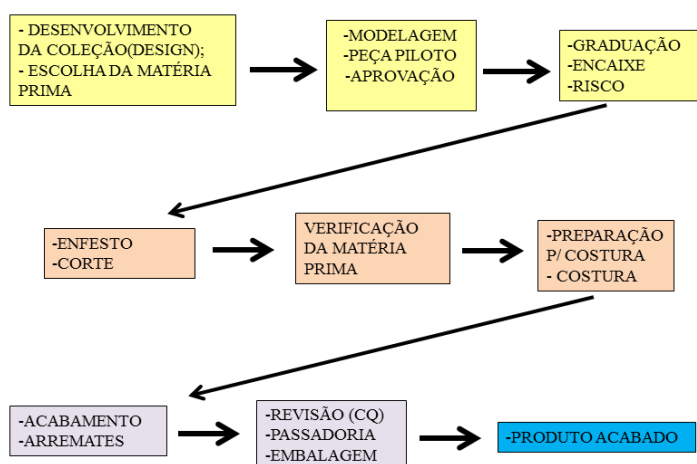 - DESENVOLVIMENTO
DA COLEÇÃO(DESIGN);
- ESCOLHA DA MATÉRIA
PRIMA
-MODELAGEM
-PEÇA PILOTO
-APROVAÇÃO
-GRADUAÇÃO
-ENCAIXE
-RISCO
-ENFESTO
-CORTE
VERIFICAÇÃO
DA MATÉRIA
PRIMA
-PREPARAÇÃO
P/ COSTURA
- COSTURA
-ACABAMENTO
-ARREMATES
-REVISÃO (CQ)
-PASSADORIA
-EMBALAGEM
-PRODUTO ACABADO